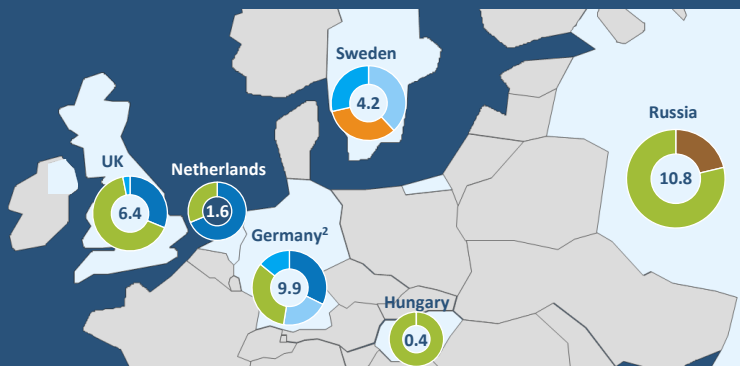 Sweden
4.2
Russia
10.8
UK
6.4
Netherlands
1.6
Germany²
9.9
Hungary
0.4